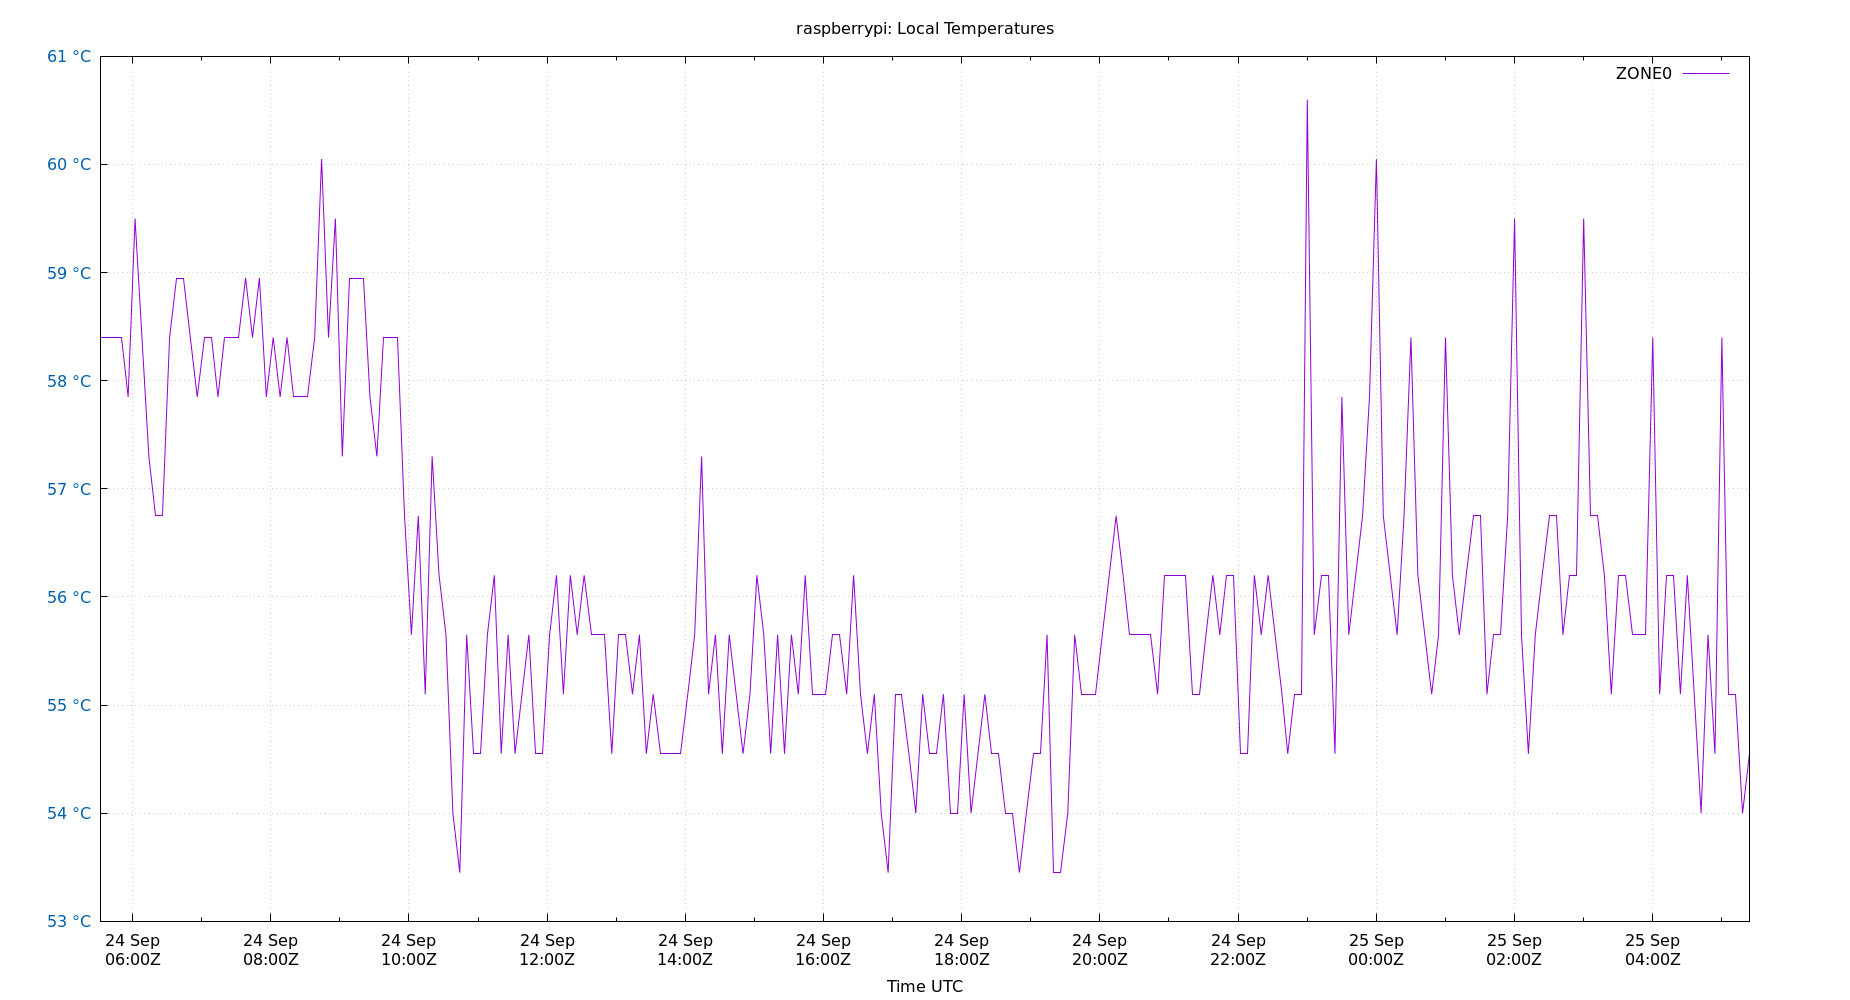 raspberrypi: Local Temperatures
61 °C
ZONE0
60 °C
59 °C
58 °C
57 °C
56 °C
55 °C
54 °C
53 °C
24 Sep 24 Sep 24 Sep 24 Sep 24 Sep 24 Sep 24 Sep 24 Sep 24 Sep 25 Sep 25 Sep 25 Sep
06:00Z 08:00Z 10:00Z 12:00Z 14:00Z 16:00Z 18:00Z 20:00Z 22:00Z 00:00Z 02:00Z 04:00Z
Time UTC